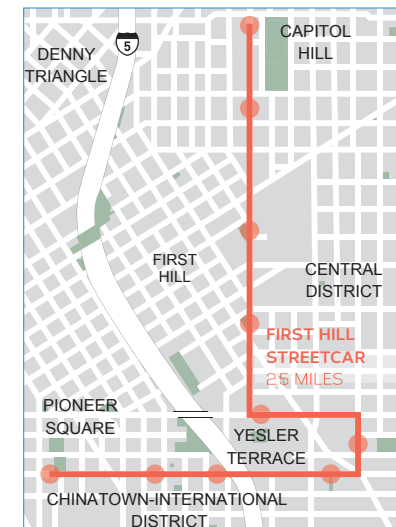 CAPITOL
HILL
5
DENNY
TRIANGLE
FIRST
HILL
CENTRAL
DISTRICT
FIRST HILL
STREETCAR
2.5 MILES
PIONEER
SQUARE
YESLER
TERRACE
CHINATOWN-INTERNATIONAL
DISTRICT